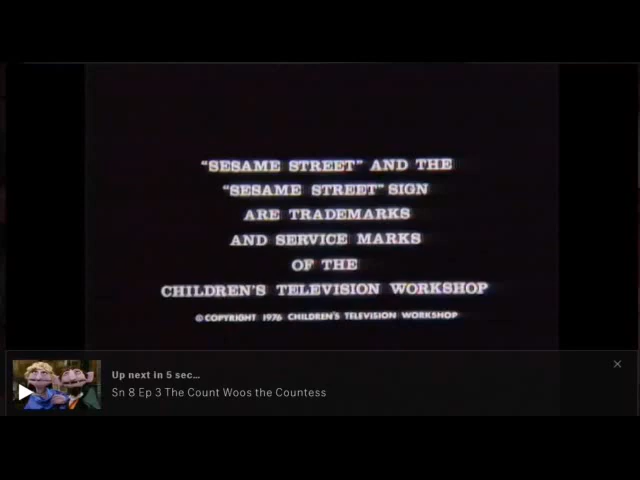 "SESAME STREET" AND THE
"SESAME STREET" SIGN
ARE TRADEMARKS
AND SERVICE MARKS
OF THE
CHILDREN'S TELEVISION WORKSHOP
© COPYRIGHT 1976 CHILDREN'S TELEVISION WORKSHOP
Up next in 5 sec...
Sn 8 Ep 3 The Count Woos the Countess